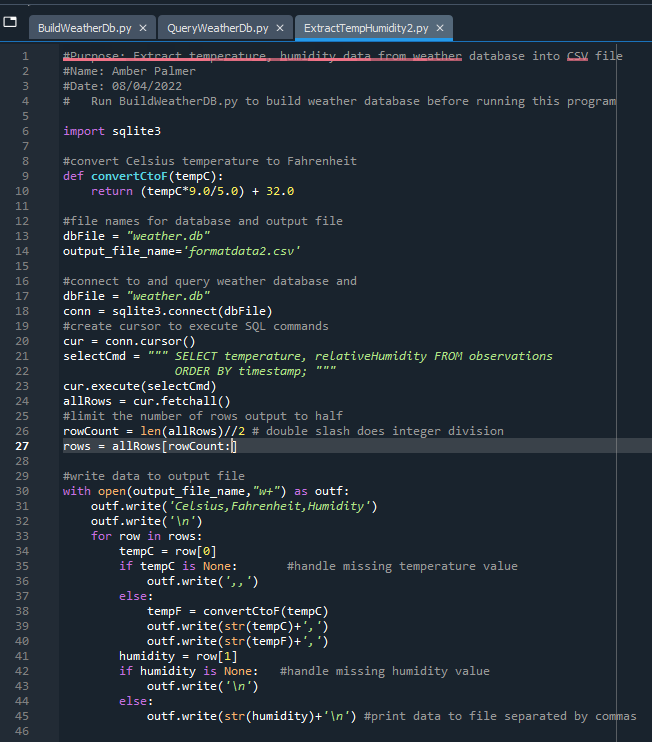 BuildWeatherDb.py QueryWeatherDb.py ExtractTempHumidity2.py
1 #Purpose: Extract temperature, humidity data from weather database into CSV file
2 #Name: Amber Palmer
3 #Date: 08/04/2022
4 #   Run BuildWeatherDB.py to build weather database before running this program
5
6 import sqlite3
7
8 #convert Celsius temperature to Fahrenheit
9 def convertCtoF(tempC):
10     return (tempC*9.0/5.0) + 32.0
11
12 #file names for database and output file
13 dbFile = "weather.db"
14 output_file_name='formatdata2.csv'
15
16 #connect to and query weather database and
17 dbFile = "weather.db"
18 conn = sqlite3.connect(dbFile)
19 #create cursor to execute SQL commands
20 cur = conn.cursor()
21 selectCmd = """ SELECT temperature, relativeHumidity FROM observations
22                 ORDER BY timestamp; """
23 cur.execute(selectCmd)
24 allRows = cur.fetchall()
25 #limit the number of rows output to half
26 rowCount = len(allRows)//2 # double slash does integer division
27 rows = allRows[rowCount:]
28
29 #write data to output file
30 with open(output_file_name,"w+") as outf:
31     outf.write('Celsius,Fahrenheit,Humidity')
32     outf.write('\n')
33     for row in rows:
34         tempC = row[0]
35         if tempC is None:       #handle missing temperature value
36             outf.write(',,')
37         else:
38             tempF = convertCtoF(tempC)
39             outf.write(str(tempC)+',')
40             outf.write(str(tempF)+',')
41         humidity = row[1]
42         if humidity is None:   #handle missing humidity value
43             outf.write('\n')
44         else:
45             outf.write(str(humidity)+'\n') #print data to file separated by commas
46